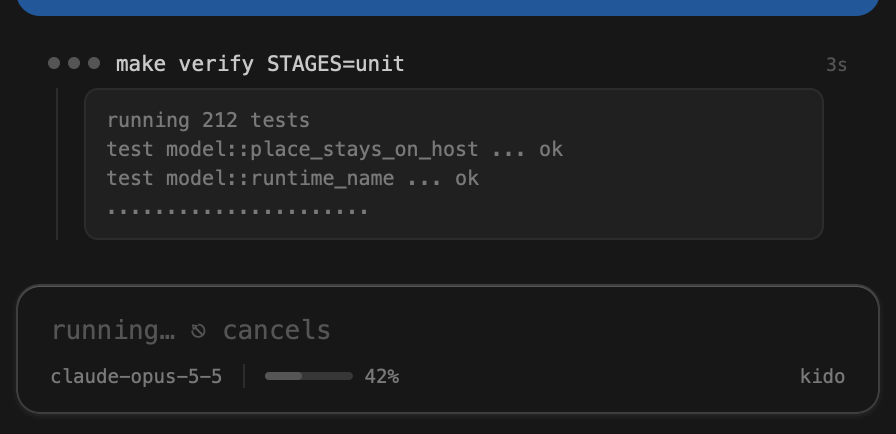 make verify STAGES=unit 3s
running 212 tests
test model::place_stays_on_host ... ok
test model::runtime_name ... ok
......................
running… ⎋ cancels
claude-opus-5-5 42% kido